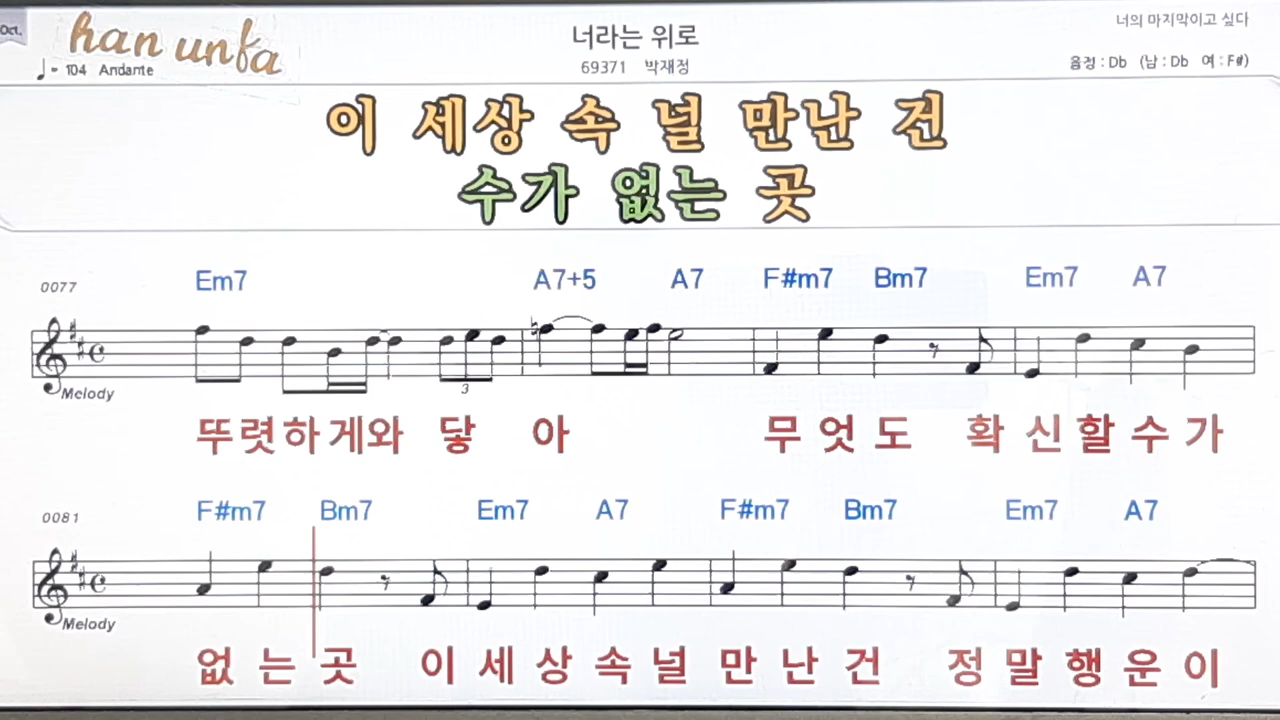 Oct.
han unfa
너라는 위로
너의 마지막이고 싶다
♩= 104 Andante
69371 박재정
음정 : Db (남 : Db 여 : F#)
이 세상 속 널 만난 건
수가 없는 곳
0077 Em7 A7+5 A7 F#m7 Bm7 Em7 A7
3
Melody
뚜렷하게와 닿 아 무엇도 확신할수가
0081 F#m7 Bm7 Em7 A7 F#m7 Bm7 Em7 A7
Melody
없는곳 이세상속널만난건 정말행운이